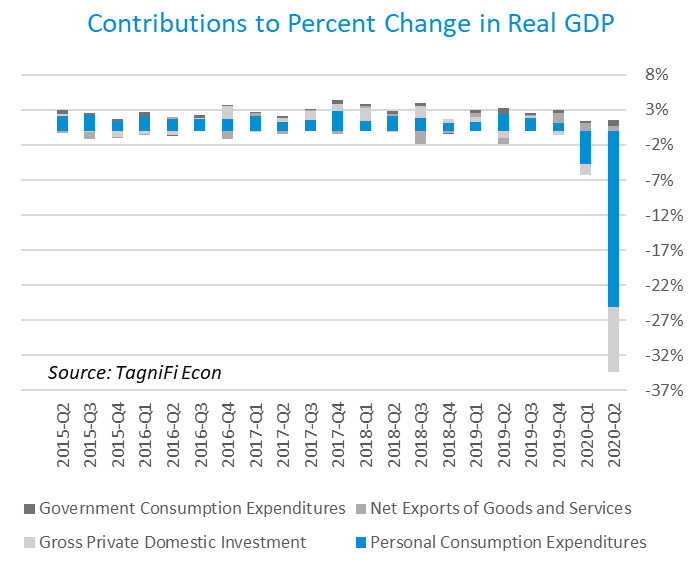 Contributions to Percent Change in Real GDP
8%
3%
-2%
-7%
-12%
-17%
-22%
-27%
-32%
-37%
Source: TagniFi Econ
2015-Q2
2015-Q3
2015-Q4
2016-Q1
2016-Q2
2016-Q3
2016-Q4
2017-Q1
2017-Q2
2017-Q3
2017-Q4
2018-Q1
2018-Q2
2018-Q3
2018-Q4
2019-Q1
2019-Q2
2019-Q3
2019-Q4
2020-Q1
2020-Q2
Government Consumption Expenditures
Net Exports of Goods and Services
Gross Private Domestic Investment
Personal Consumption Expenditures